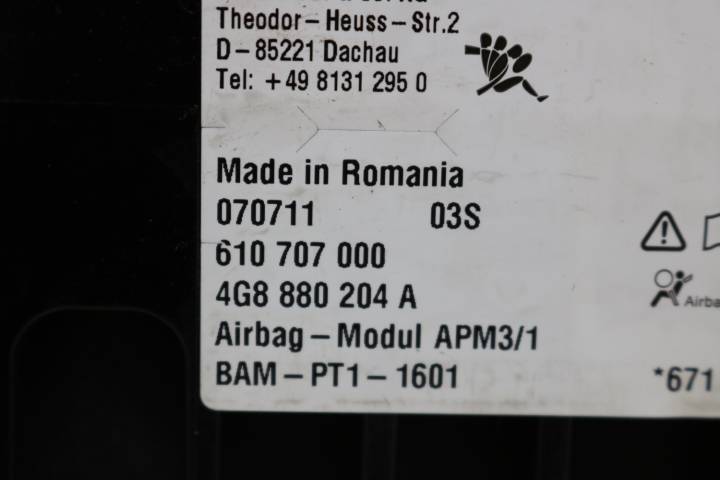 Theodor-Heuss-Str.2
D-85221 Dachau
Tel: +49 8131 295 0
Made in Romania
070711 03S
610 707 000
4G8 880 204 A
Airbag-Modul APM3/1
BAM-PT1-1601
Airba
*671